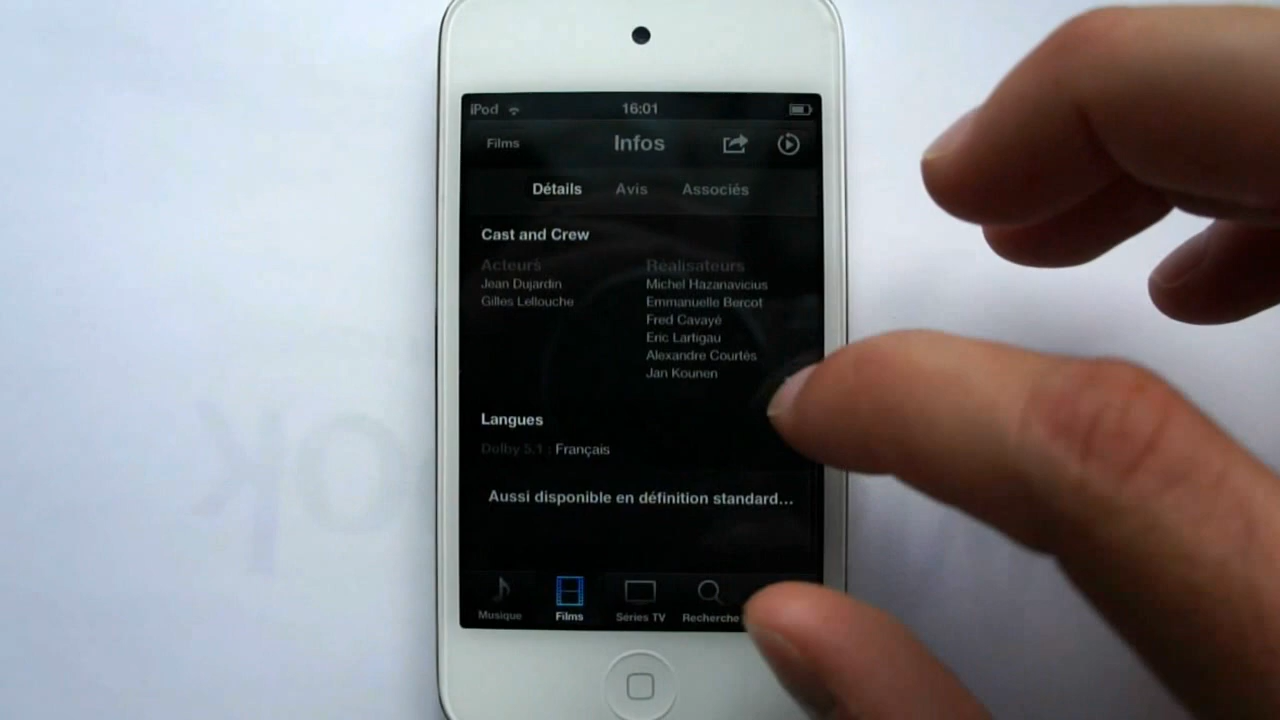 iPod 16:01
Films Infos
Détails Avis Associés
Cast and Crew
Acteurs Réalisateurs
Jean Dujardin Michel Hazanavicius
Gilles Lellouche Emmanuelle Bercot
Fred Cavayé
Eric Lartigau
Alexandre Courtès
Jan Kounen
Langues
Dolby 5.1 : Français
Aussi disponible en définition standard…
Musique Films Séries TV Recherche